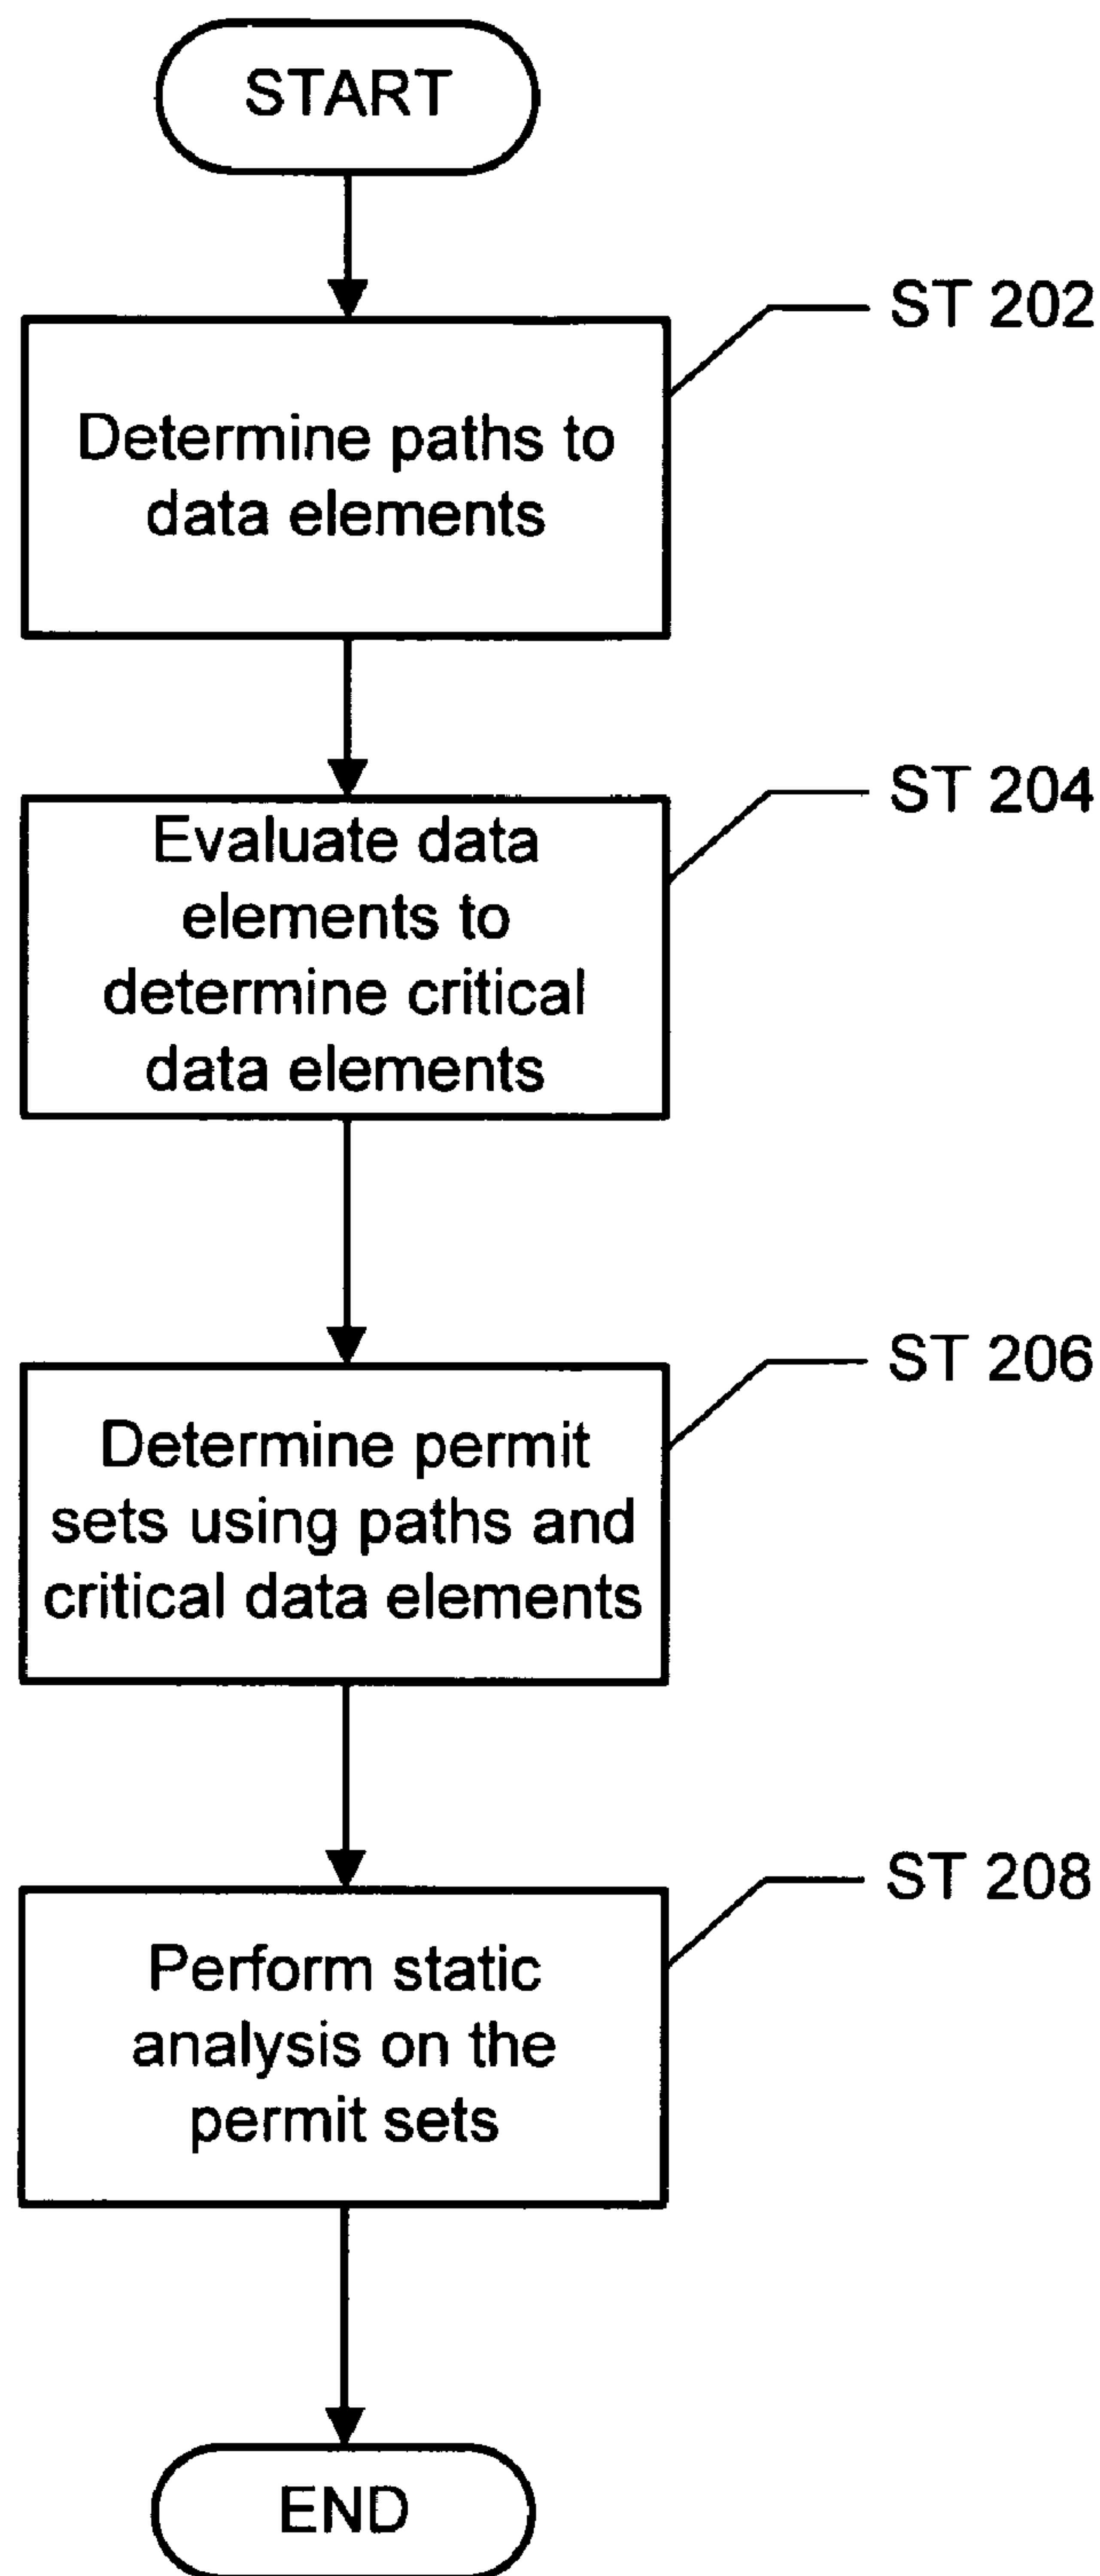 START
ST 202
Determine paths to
data elements
ST 204
Evaluate data
elements to
determine critical
data elements
ST 206
Determine permit
sets using paths and
critical data elements
ST 208
Perform static
analysis on the
permit sets
END